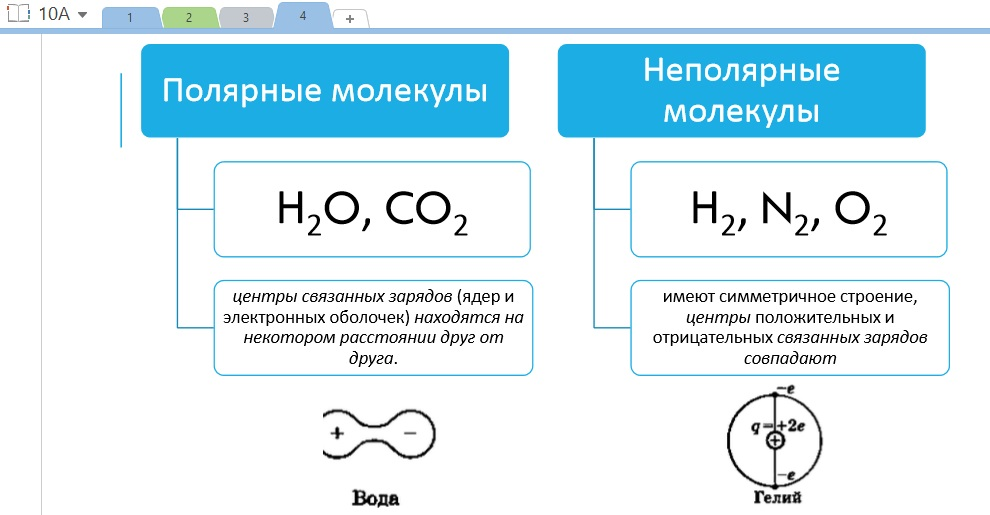 10А
1
2
3
4
+
Полярные молекулы
H₂O, CO₂
центры связанных зарядов (ядер и
электронных оболочек) находятся на
некотором расстоянии друг от
друга.
+ −
Вода
Неполярные
молекулы
H₂, N₂, O₂
имеют симметричное строение,
центры положительных и
отрицательных связанных зарядов
совпадают
−e
q=+2e
+
−e
Гелий